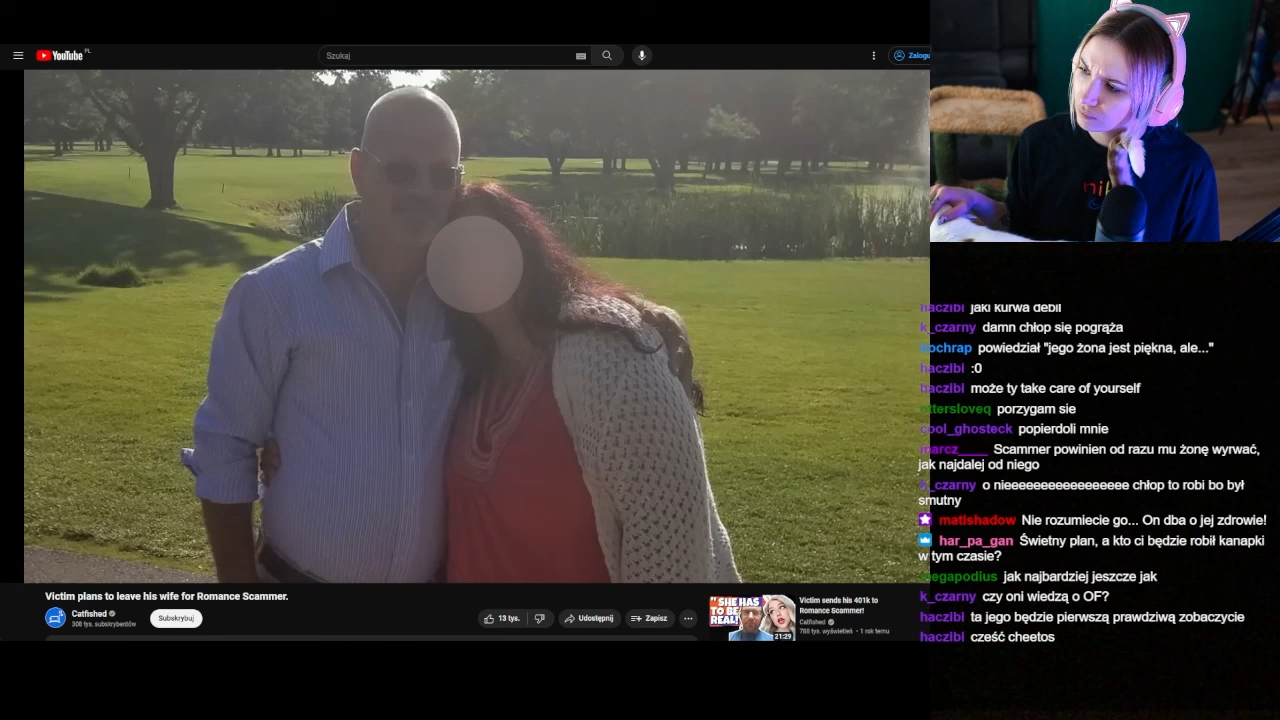 YouTube PL
Szukaj
Zalogu
haczibi jaki kurwa debil
k_czarny damn chłop się pogrąża
bochrap powiedział "jego żona jest piękna, ale..."
haczibi :0
haczibi może ty take care of yourself
ottersloveq porzygam sie
cool_ghosteck popierdoli mnie
marcz____ Scammer powinien od razu mu żonę wyrwać,
jak najdalej od niego
k_czarny o nieeeeeeeeeeeeeeeee chłop to robi bo był
smutny
matishadow Nie rozumiecie go... On dba o jej zdrowie!
har_pa_gan Świetny plan, a kto ci będzie robił kanapki
w tym czasie?
megapodius jak najbardziej jeszcze jak
k_czarny czy oni wiedzą o OF?
haczibi ta jego będzie pierwszą prawdziwą zobaczycie
haczibi cześć cheetos
Victim plans to leave his wife for Romance Scammer.
Catfished
308 tys. subskrybentów
Subskrybuj
13 tys.
Udostępnij
Zapisz
"SHE HAS
TO BE
REAL!"
21:29
Victim sends his 401k to
Romance Scammer!
Catfished
788 tys. wyświetleń • 1 rok temu